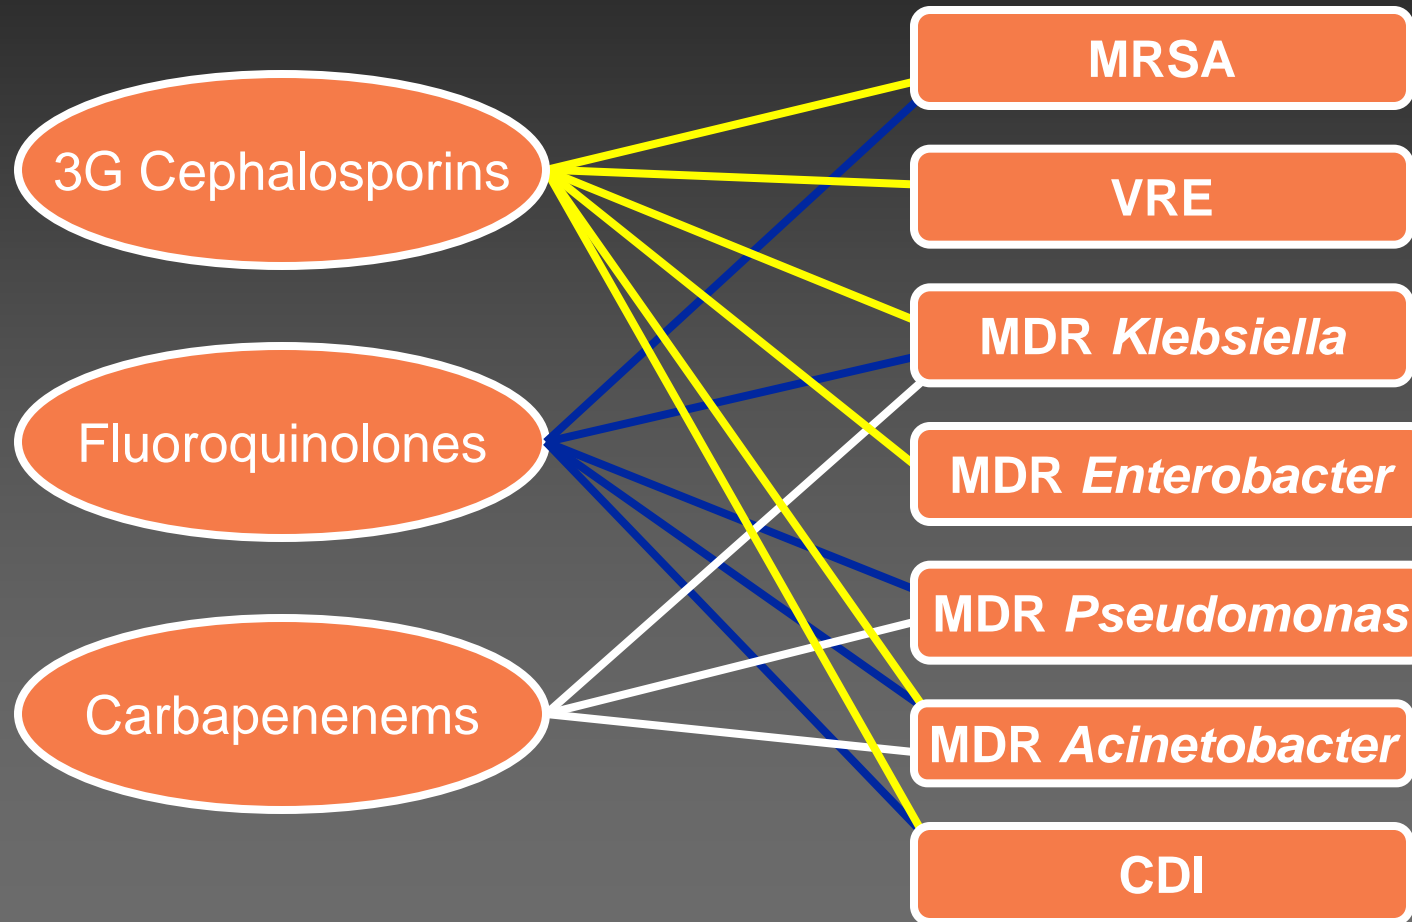 3G Cephalosporins
Fluoroquinolones
Carbapenenems
MRSA
VRE
MDR Klebsiella
MDR Enterobacter
MDR Pseudomonas
MDR Acinetobacter
CDI